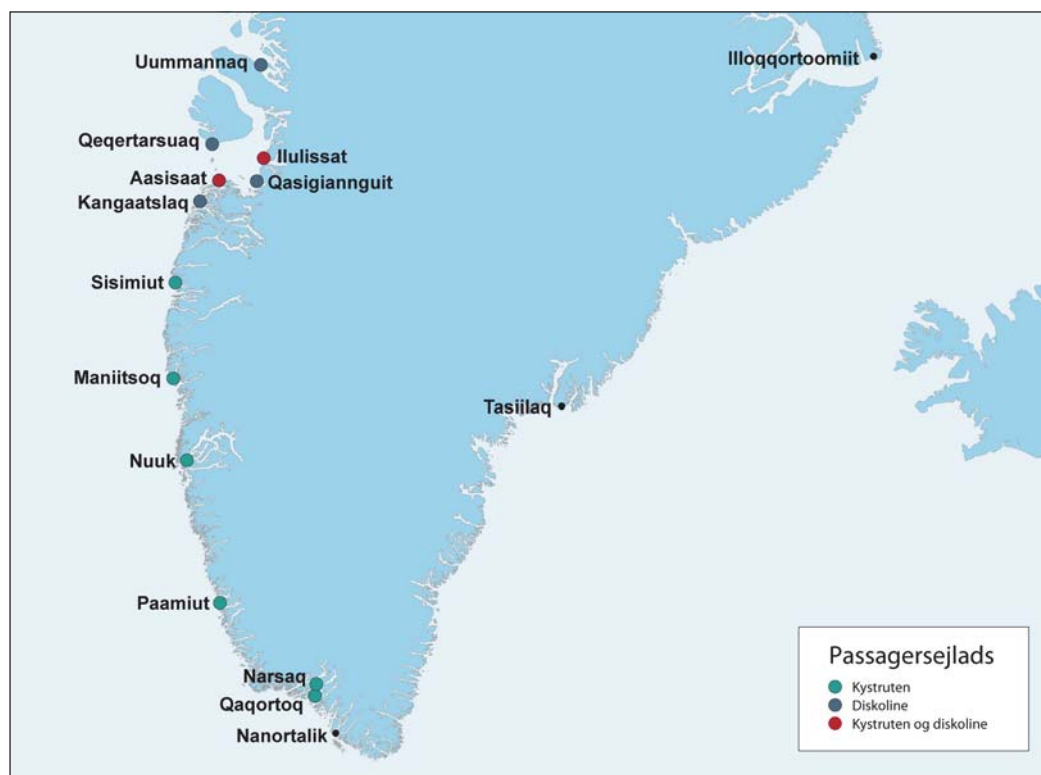 Uummannaq
Illoqqortoomiit
Qeqertarsuaq
Ilulissat
Aasisaat
Qasigiannguit
Kangaatslaq
Sisimiut
Maniitsoq
Tasiilaq
Nuuk
Paamiut
Narsaq
Qaqortoq
Nanortalik
Passagersejlads
Kystruten
Diskoline
Kystruten og diskoline